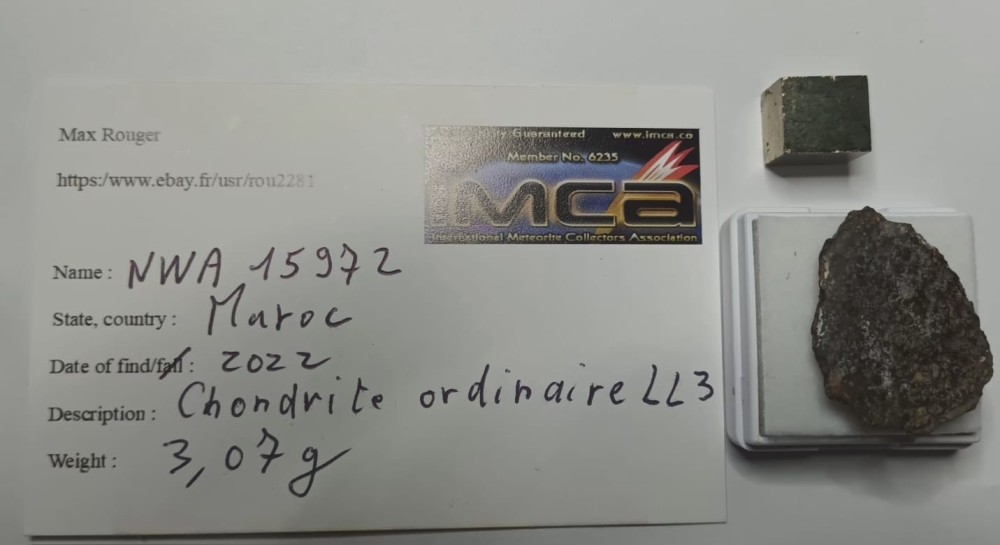 Max Rouger
https:/www.ebay.fr/usr/rou2281
Guaranteed www.imca.cc
Member No. 6235
IMCA
International Meteorite Collectors Association
Name : NWA 15972
State, country : Maroc
Date of find/fall : 2022
Description : Chondrite ordinaire LL3
Weight : 3,07g